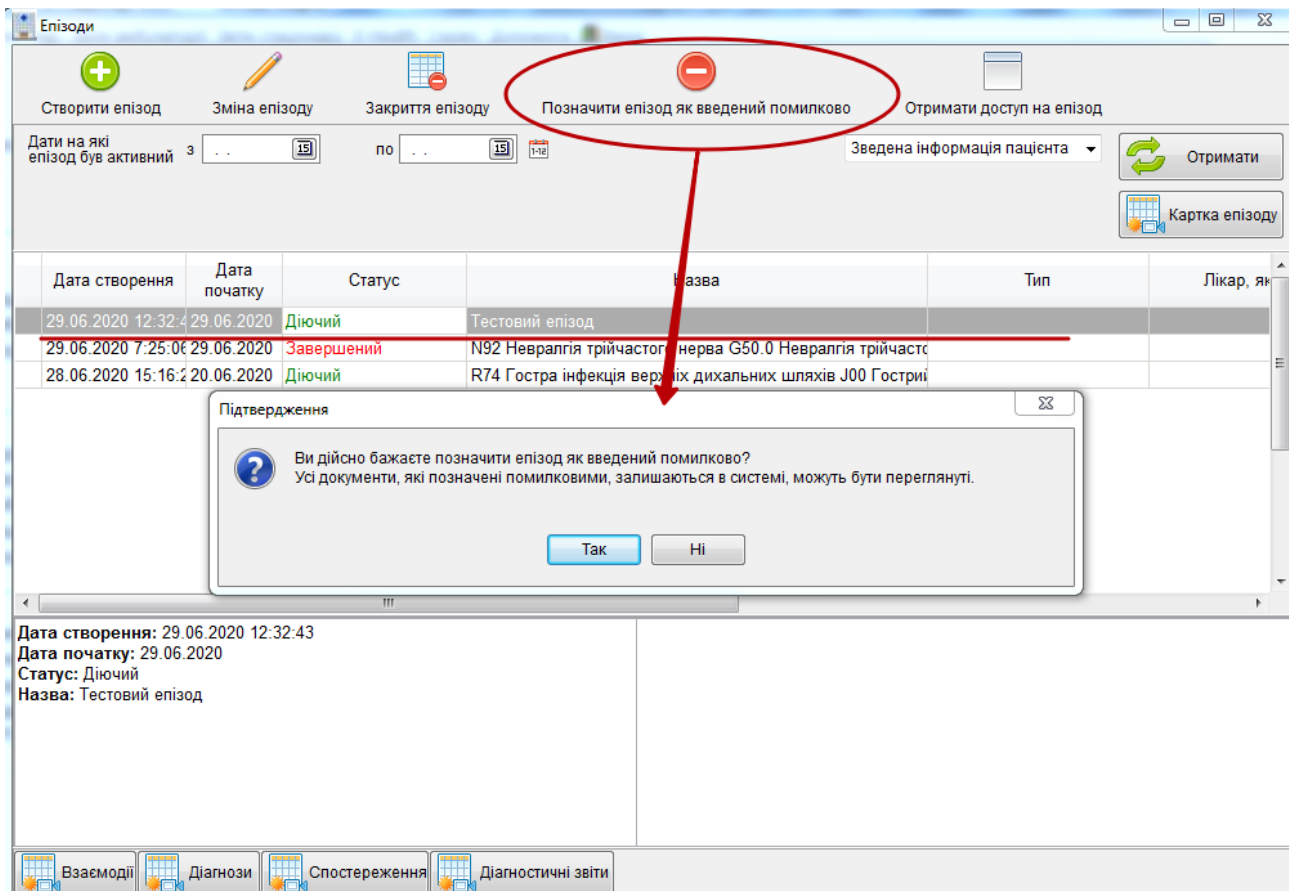 Епізоди
Створити епізод Зміна епізоду Закриття епізоду Позначити епізод як введений помилково Отримати доступ на епізод
Дати на які
епізод був активний з . . 15 по . . 15 1-12 Зведена інформація пацієнта Отримати
Картка епізоду
Дата створення Дата початку Статус Назва Тип Лікар, як
29.06.2020 12:32:4 29.06.2020 Діючий Тестовий епізод
29.06.2020 7:25:06 29.06.2020 Завершений N92 Невралгія трійчастого нерва G50.0 Невралгія трійчастс
28.06.2020 15:16:2 20.06.2020 Діючий R74 Гостра інфекція верхніх дихальних шляхів J00 Гострий
Підтвердження
Ви дійсно бажаєте позначити епізод як введений помилково?
Усі документи, які позначені помилковими, залишаються в системі, можуть бути переглянуті.
Так Ні
Дата створення: 29.06.2020 12:32:43
Дата початку: 29.06.2020
Статус: Діючий
Назва: Тестовий епізод
Взаємодії Діагнози Спостереження Діагностичні звіти